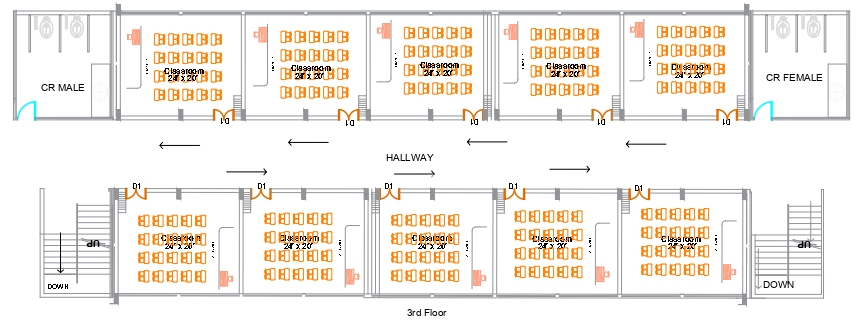 CR MALE
Classroom
24" x 20"
Classroom
24" x 20"
Classroom
24" x 20"
Classroom
24" x 20"
Classroom
24" x 20"
CR FEMALE
D1
D1
D1
D1
D1
HALLWAY
D1
D1
D1
D1
D1
Classroom
24" x 20"
Classroom
24" x 20"
Classroom
24" x 20"
Classroom
24" x 20"
Classroom
24" x 20"
UP
UP
DOWN
DOWN
3rd Floor